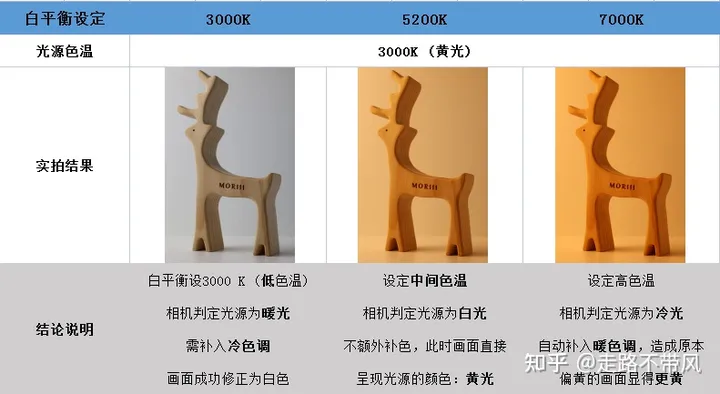 白平衡设定 3000K 5200K 7000K
光源色温 3000K（黄光）
实拍结果
MORIII MORIII MORIII
结论说明
白平衡设3000 K（低色温） 设定中间色温 设定高色温
相机判定光源为暖光 相机判定光源为白光 相机判定光源为冷光
需补入冷色调 不额外补色，此时画面直接 自动补入暖色调，造成原本
画面成功修正为白色 呈现光源的颜色：黄光 偏黄的画面显得更黄
知乎 @走路不带风